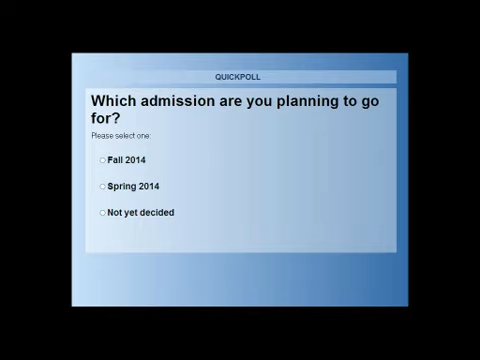 QUICKPOLL
Which admission are you planning to go
for?
Please select one:
Fall 2014
Spring 2014
Not yet decided